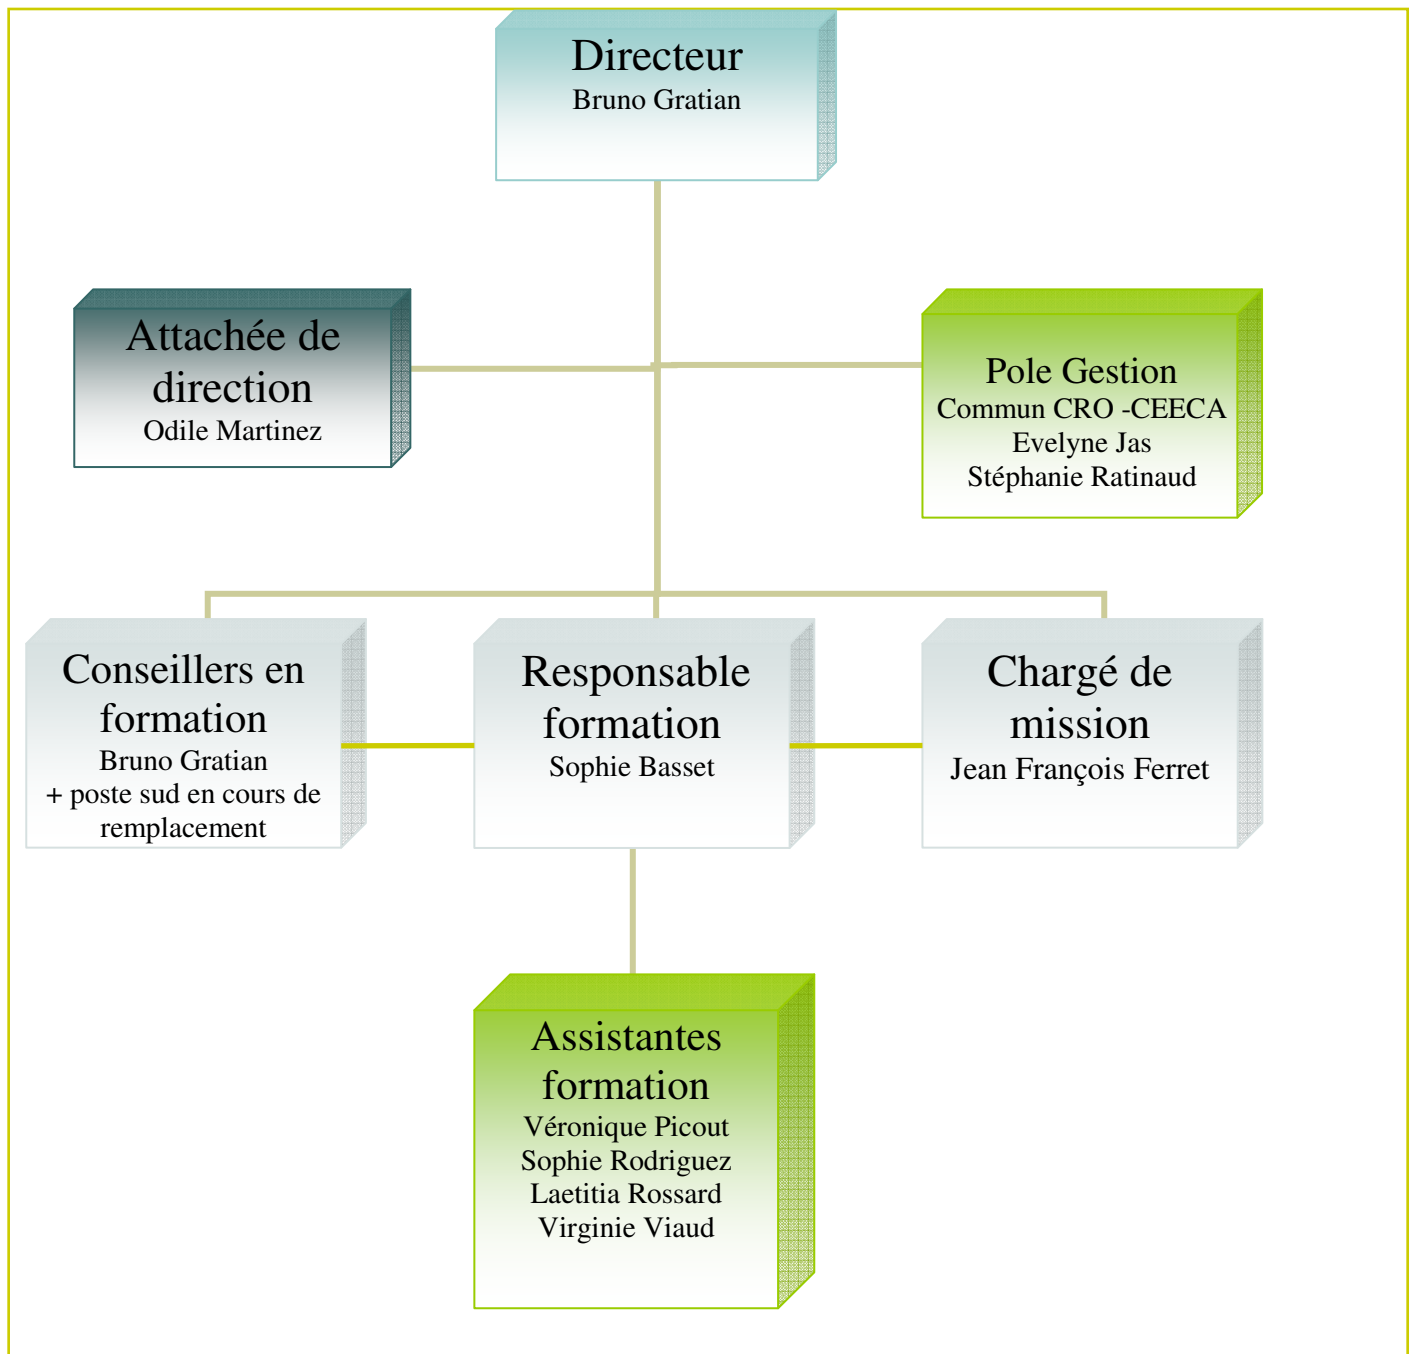 Directeur
Bruno Gratian
Attachée de
direction
Odile Martinez
Pole Gestion
Commun CRO -CEECA
Evelyne Jas
Stéphanie Ratinaud
Conseillers en
formation
Bruno Gratian
+ poste sud en cours de
remplacement
Responsable
formation
Sophie Basset
Chargé de
mission
Jean François Ferret
Assistantes
formation
Véronique Picout
Sophie Rodriguez
Laetitia Rossard
Virginie Viaud